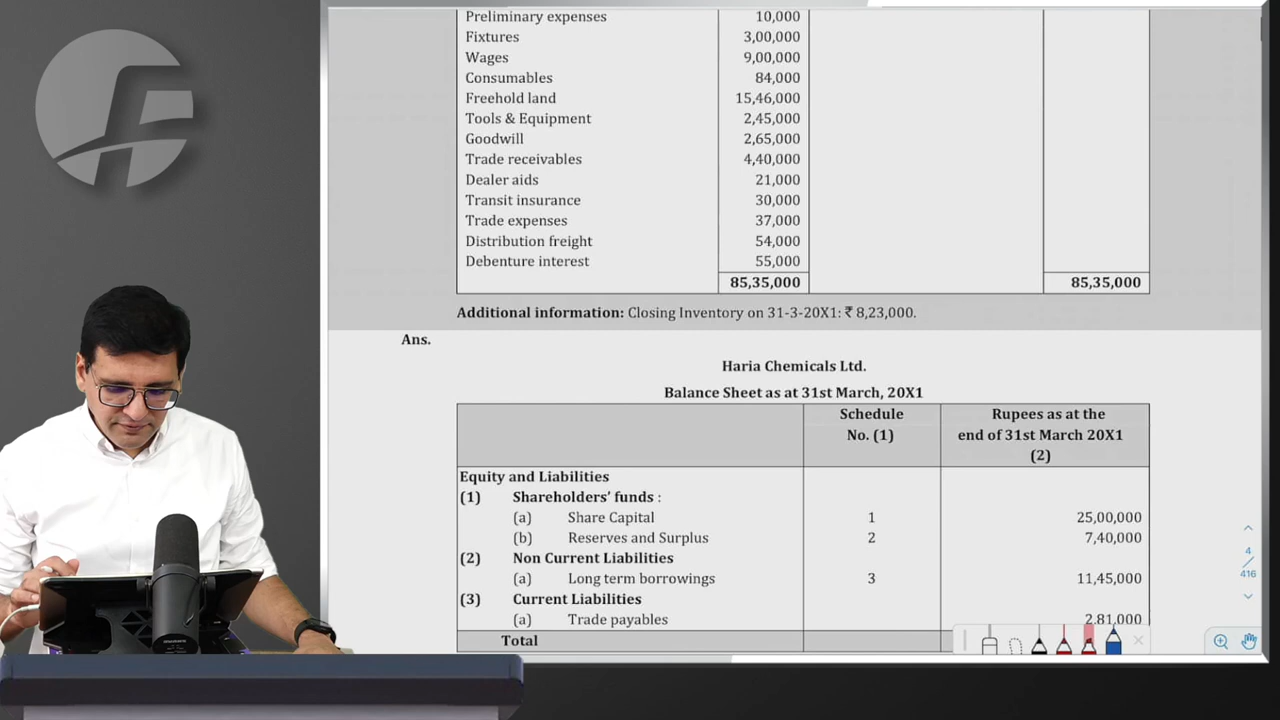 Preliminary expenses 10,000
Fixtures 3,00,000
Wages 9,00,000
Consumables 84,000
Freehold land 15,46,000
Tools & Equipment 2,45,000
Goodwill 2,65,000
Trade receivables 4,40,000
Dealer aids 21,000
Transit insurance 30,000
Trade expenses 37,000
Distribution freight 54,000
Debenture interest 55,000
85,35,000 85,35,000
Additional information: Closing Inventory on 31-3-20X1: ₹ 8,23,000.
Ans.
Haria Chemicals Ltd.
Balance Sheet as at 31st March, 20X1
Schedule No. (1) Rupees as at the end of 31st March 20X1 (2)
Equity and Liabilities
(1) Shareholders' funds :
(a) Share Capital 1 25,00,000
(b) Reserves and Surplus 2 7,40,000
(2) Non Current Liabilities
(a) Long term borrowings 3 11,45,000
(3) Current Liabilities
(a) Trade payables 2,81,000
Total
4
/
416